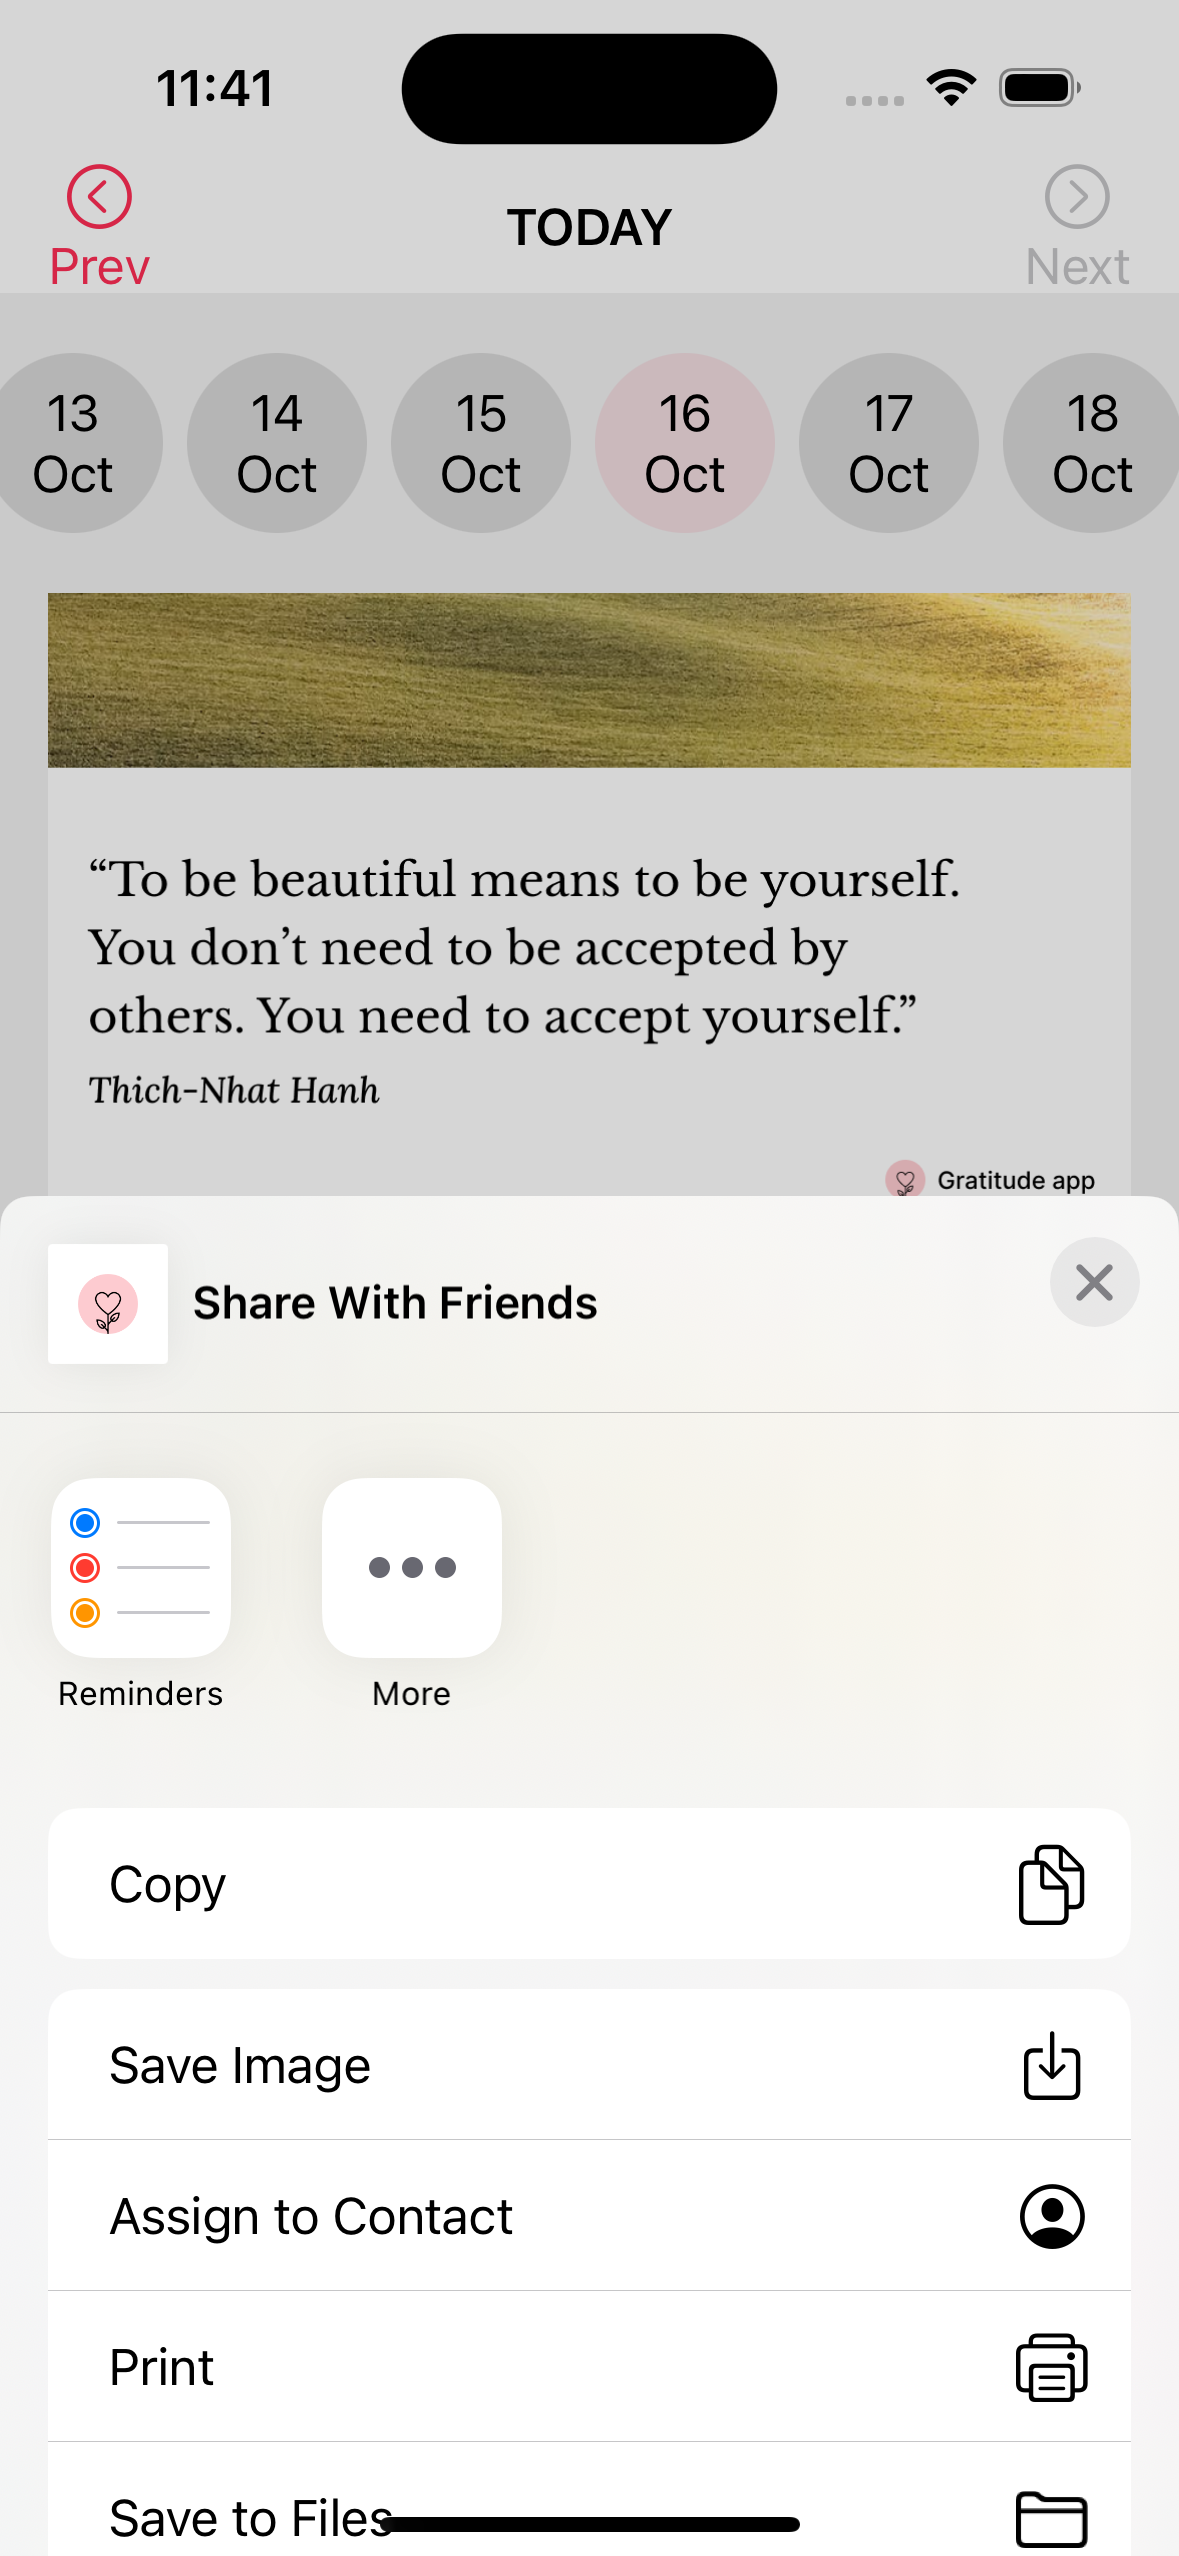 11:41
Prev
TODAY
Next
13
Oct
14
Oct
15
Oct
16
Oct
17
Oct
18
Oct
“To be beautiful means to be yourself.
You don’t need to be accepted by
others. You need to accept yourself.”
Thich-Nhat Hanh
Gratitude app
Share With Friends
Reminders
More
Copy
Save Image
Assign to Contact
Print
Save to Files